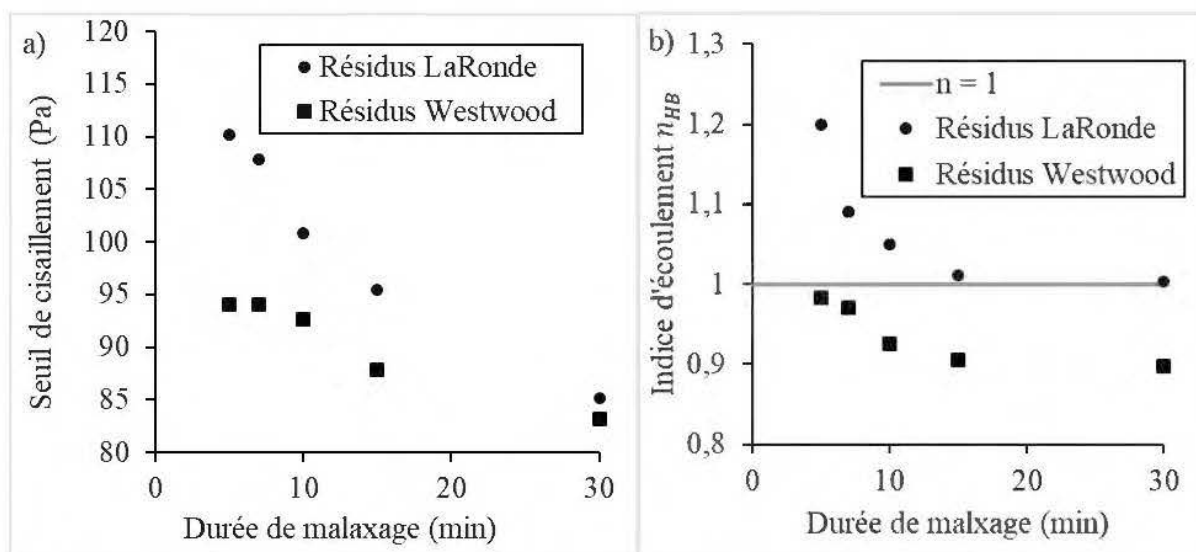 a)
120
115
110
105
100
95
90
85
80
Seuil de cisaillement (Pa)
Résidus LaRonde
Résidus Westwood
0
10
20
30
Durée de malaxage (min)
b)
1,3
1,2
1,1
1
0,9
0,8
Indice d'écoulement n_HB
n = 1
Résidus LaRonde
Résidus Westwood
0
10
20
30
Durée de malxage (min)